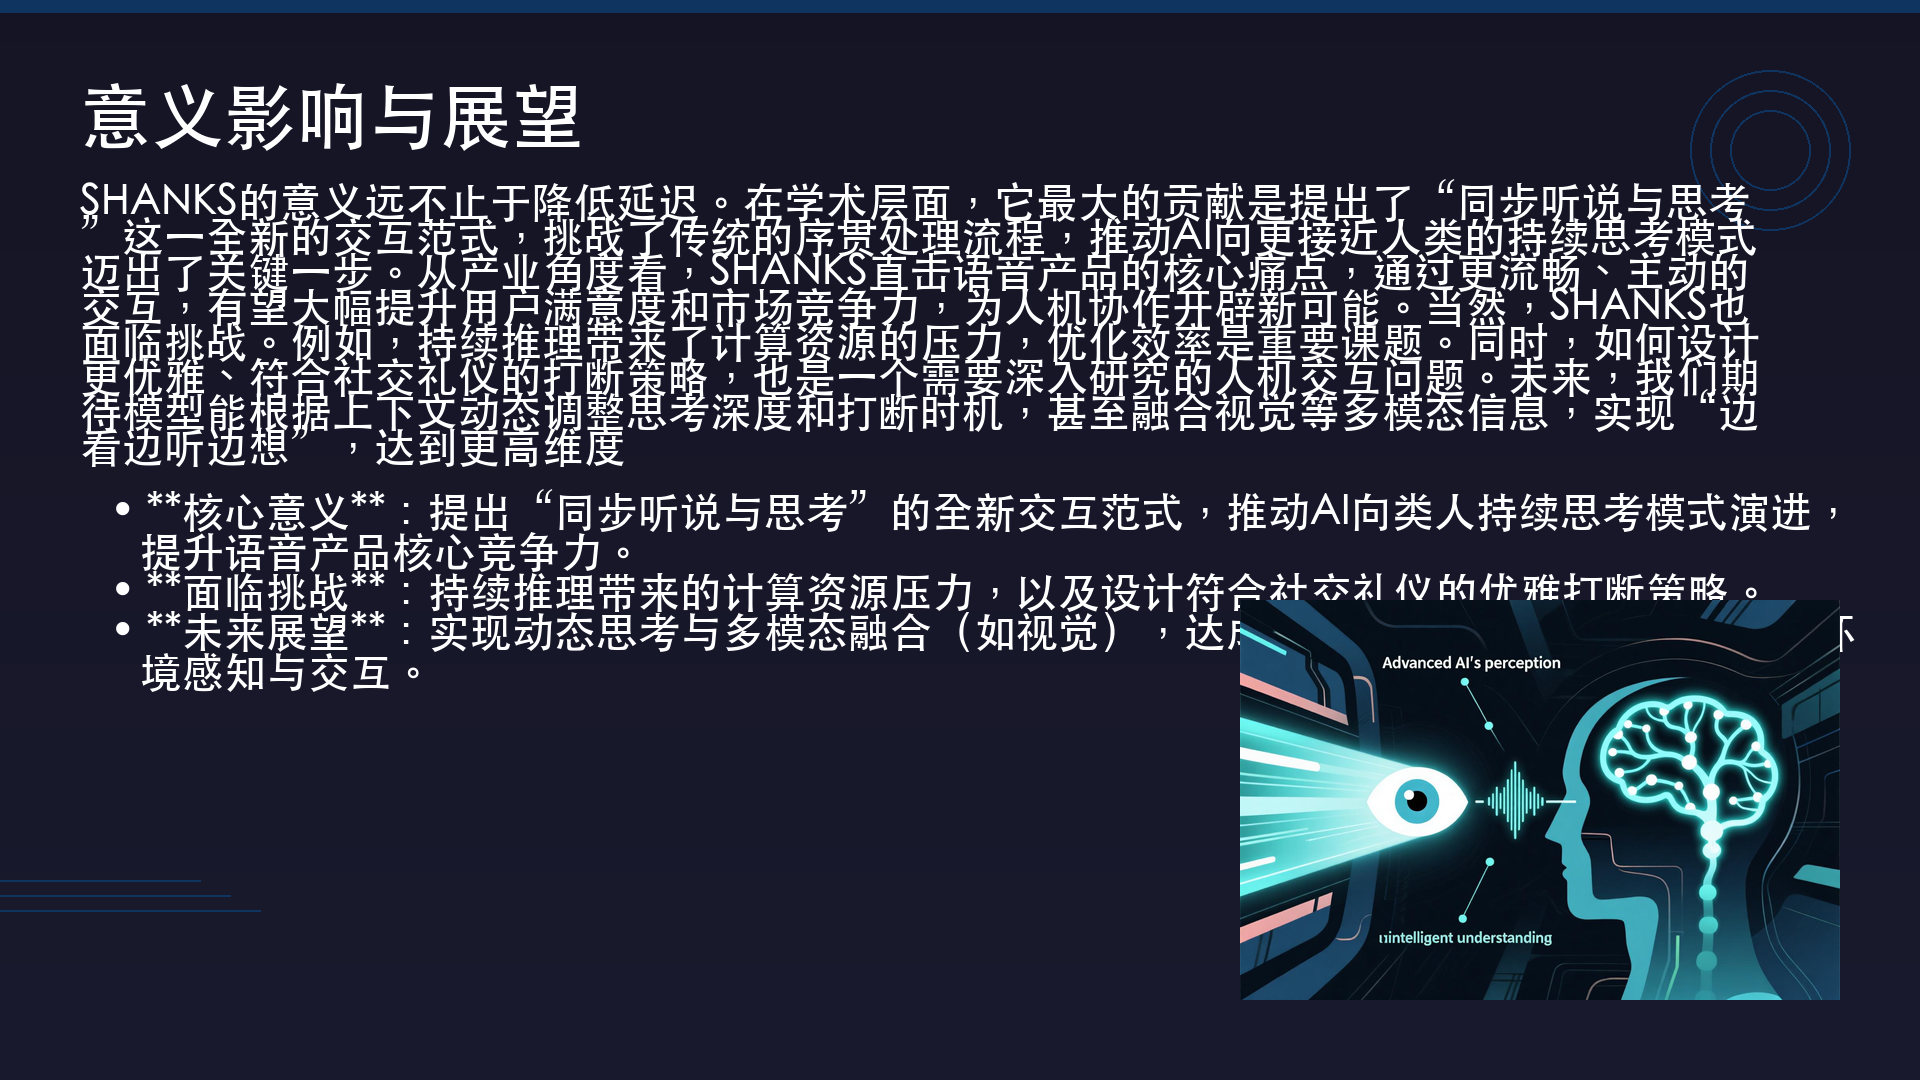 意义影响与展望
SHANKS的意义远不止于降低延迟。在学术层面，它最大的贡献是提出了“同步听说与思考
”这一全新的交互范式，挑战了传统的序贯处理流程，推动AI向更接近人类的持续思考模式
迈出了关键一步。从产业角度看，SHANKS直击语音产品的核心痛点，通过更流畅、主动的
交互，有望大幅提升用户满意度和市场竞争力，为人机协作开辟新可能。当然，SHANKS也
面临挑战。例如，持续推理带来了计算资源的压力，优化效率是重要课题。同时，如何设计
更优雅、符合社交礼仪的打断策略，也是一个需要深入研究的人机交互问题。未来，我们期
待模型能根据上下文动态调整思考深度和打断时机，甚至融合视觉等多模态信息，实现“边
看边听边想”，达到更高维度
• **核心意义**：提出“同步听说与思考”的全新交互范式，推动AI向类人持续思考模式演进，
提升语音产品核心竞争力。
• **面临挑战**：持续推理带来的计算资源压力，以及设计符合社交礼仪的优雅打断策略。
• **未来展望**：实现动态思考与多模态融合（如视觉），达
境感知与交互。
Advanced AI's perception
uintelligent understanding